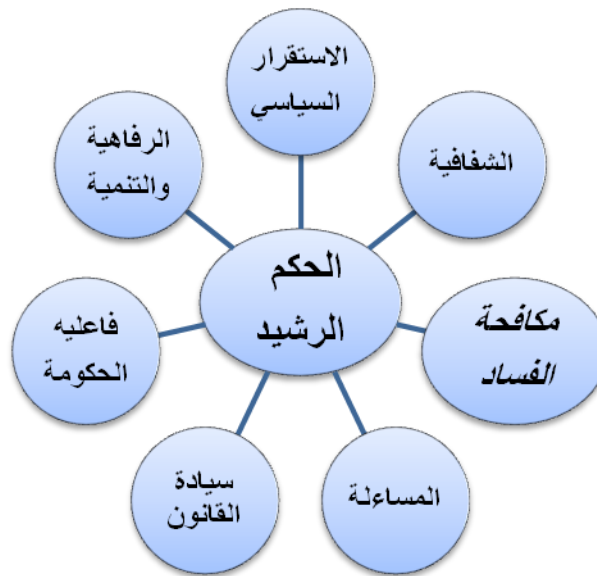 الاستقرار
السياسي
الشفافية
مكافحة
الفساد
المساءلة
سيادة
القانون
فاعليه
الحكومة
الرفاهية
والتنمية
الحكم
الرشيد